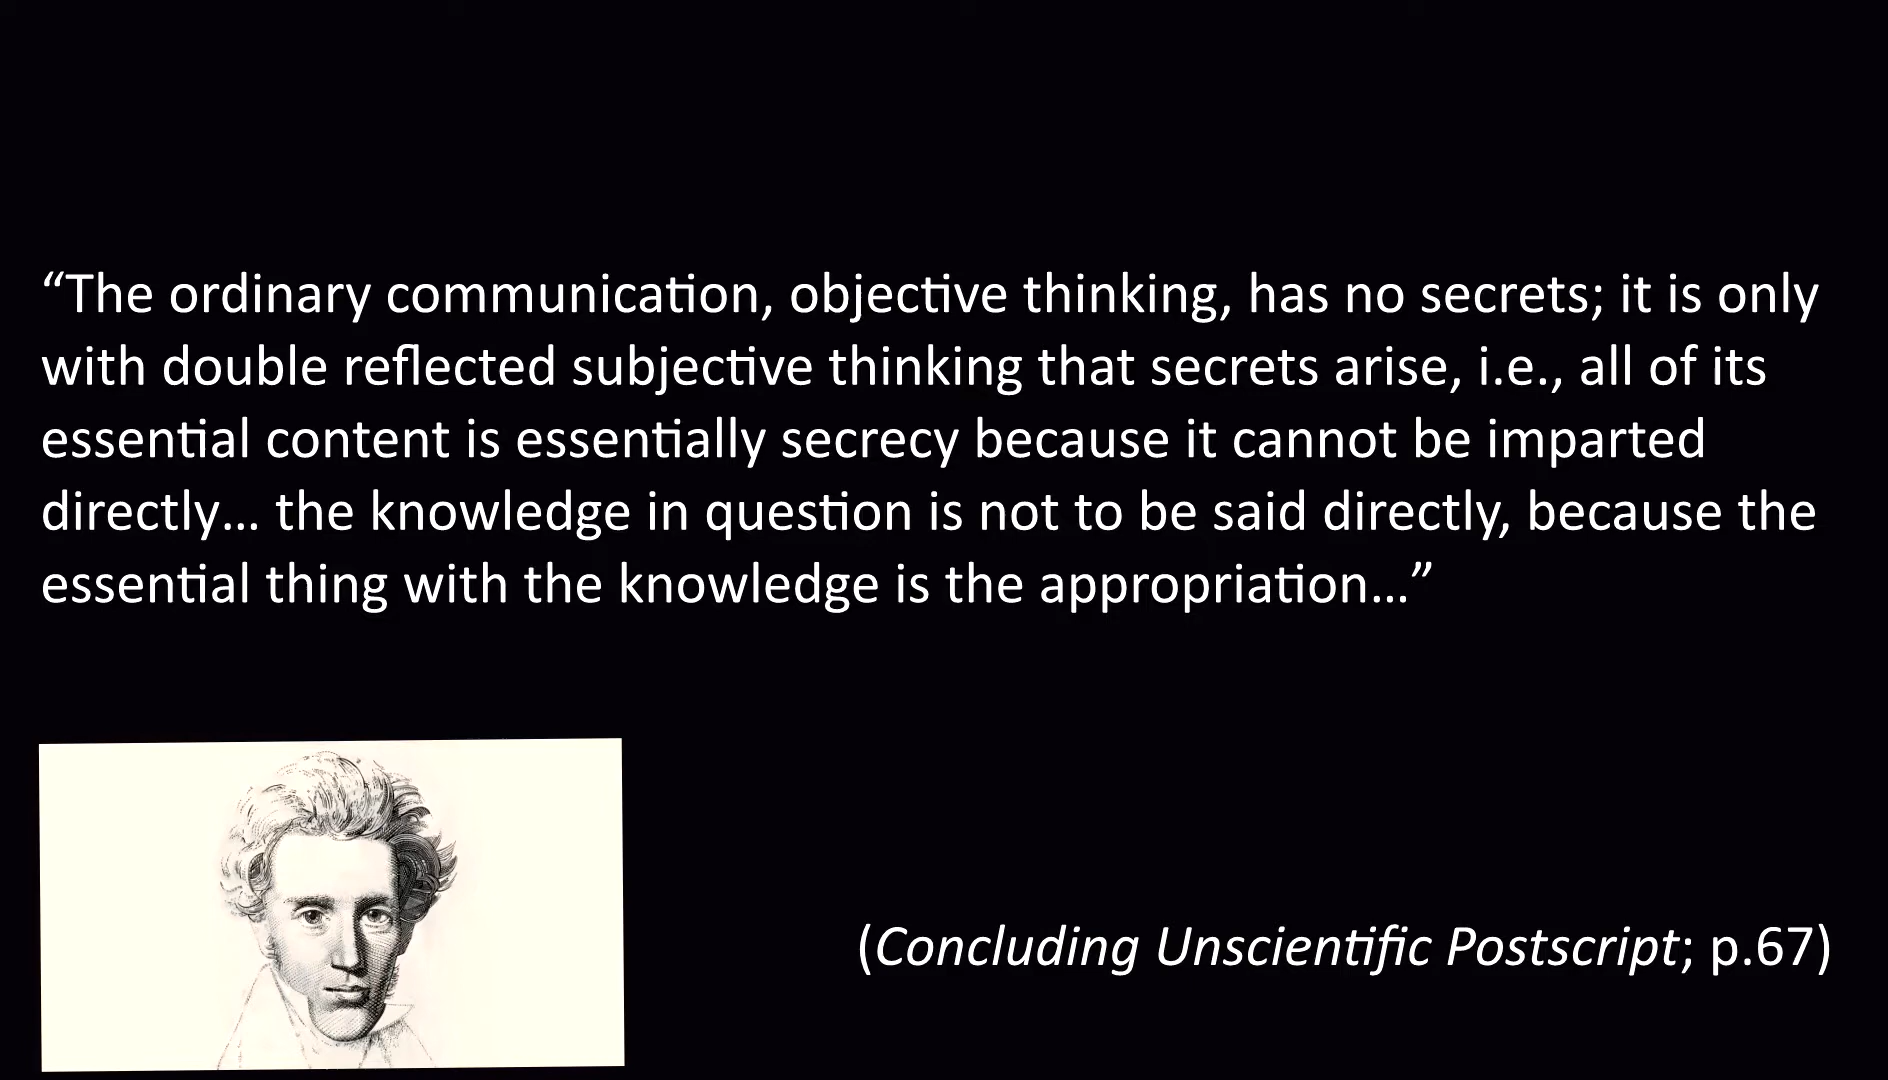 “The ordinary communication, objective thinking, has no secrets; it is only
with double reflected subjective thinking that secrets arise, i.e., all of its
essential content is essentially secrecy because it cannot be imparted
directly… the knowledge in question is not to be said directly, because the
essential thing with the knowledge is the appropriation…”
(Concluding Unscientific Postscript; p.67)